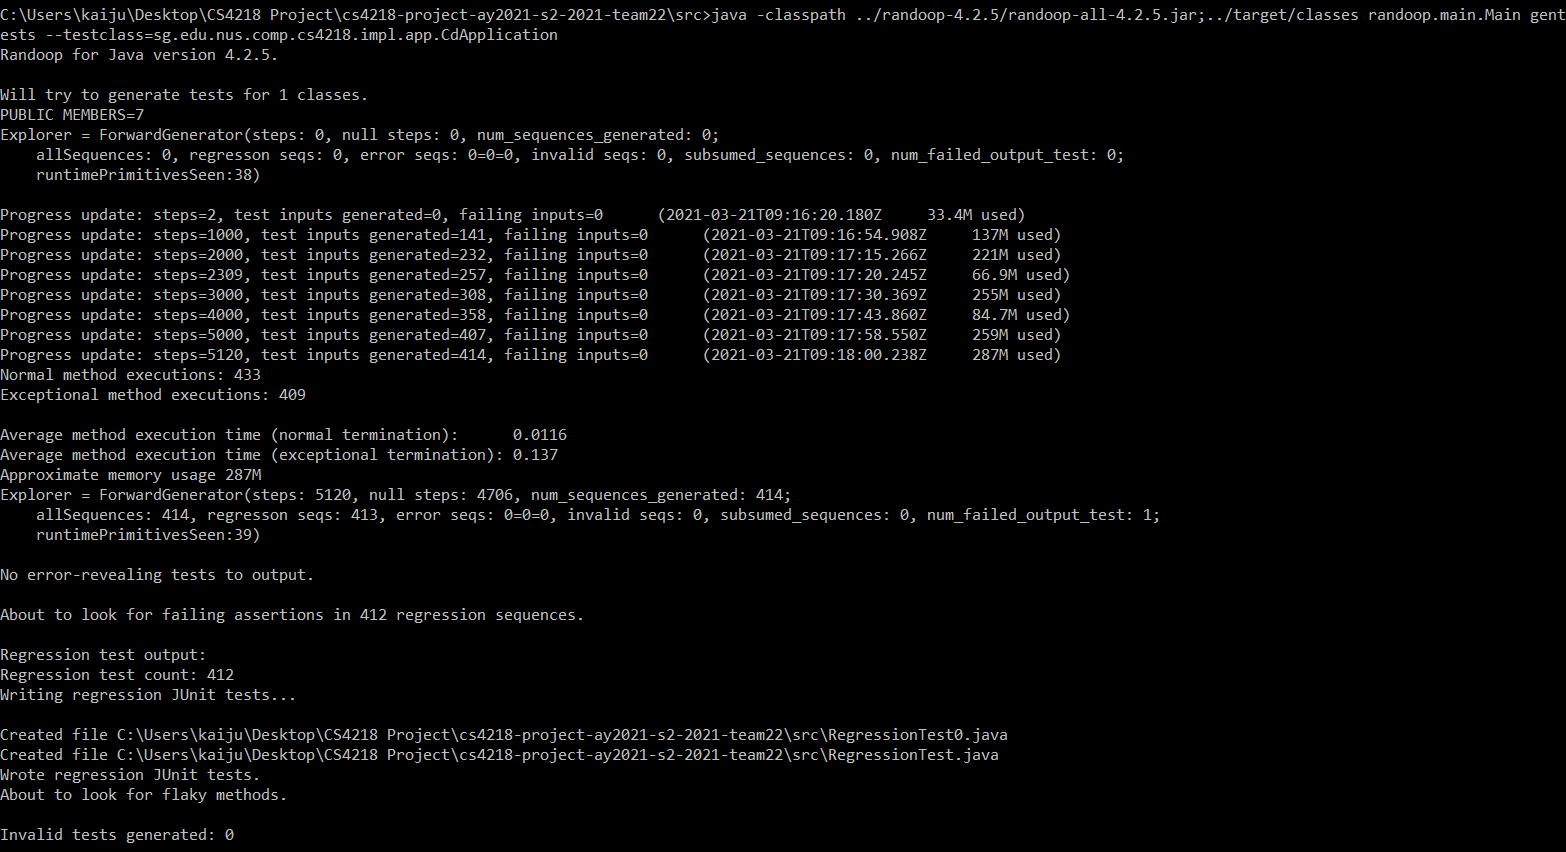 C:\Users\kaiju\Desktop\CS4218 Project\cs4218-project-ay2021-s2-2021-team22\src>java -classpath ../randoop-4.2.5/randoop-all-4.2.5.jar;../target/classes randoop.main.Main gent
ests --testclass=sg.edu.nus.comp.cs4218.impl.app.CdApplication
Randoop for Java version 4.2.5.
Will try to generate tests for 1 classes.
PUBLIC MEMBERS=7
Explorer = ForwardGenerator(steps: 0, null steps: 0, num_sequences_generated: 0;
    allSequences: 0, regresson seqs: 0, error seqs: 0=0=0, invalid seqs: 0, subsumed_sequences: 0, num_failed_output_test: 0;
    runtimePrimitivesSeen:38)
Progress update: steps=2, test inputs generated=0, failing inputs=0      (2021-03-21T09:16:20.180Z     33.4M used)
Progress update: steps=1000, test inputs generated=141, failing inputs=0      (2021-03-21T09:16:54.908Z     137M used)
Progress update: steps=2000, test inputs generated=232, failing inputs=0      (2021-03-21T09:17:15.266Z     221M used)
Progress update: steps=2309, test inputs generated=257, failing inputs=0      (2021-03-21T09:17:20.245Z     66.9M used)
Progress update: steps=3000, test inputs generated=308, failing inputs=0      (2021-03-21T09:17:30.369Z     255M used)
Progress update: steps=4000, test inputs generated=358, failing inputs=0      (2021-03-21T09:17:43.860Z     84.7M used)
Progress update: steps=5000, test inputs generated=407, failing inputs=0      (2021-03-21T09:17:58.550Z     259M used)
Progress update: steps=5120, test inputs generated=414, failing inputs=0      (2021-03-21T09:18:00.238Z     287M used)
Normal method executions: 433
Exceptional method executions: 409
Average method execution time (normal termination):      0.0116
Average method execution time (exceptional termination): 0.137
Approximate memory usage 287M
Explorer = ForwardGenerator(steps: 5120, null steps: 4706, num_sequences_generated: 414;
    allSequences: 414, regresson seqs: 413, error seqs: 0=0=0, invalid seqs: 0, subsumed_sequences: 0, num_failed_output_test: 1;
    runtimePrimitivesSeen:39)
No error-revealing tests to output.
About to look for failing assertions in 412 regression sequences.
Regression test output:
Regression test count: 412
Writing regression JUnit tests...
Created file C:\Users\kaiju\Desktop\CS4218 Project\cs4218-project-ay2021-s2-2021-team22\src\RegressionTest0.java
Created file C:\Users\kaiju\Desktop\CS4218 Project\cs4218-project-ay2021-s2-2021-team22\src\RegressionTest.java
Wrote regression JUnit tests.
About to look for flaky methods.
Invalid tests generated: 0